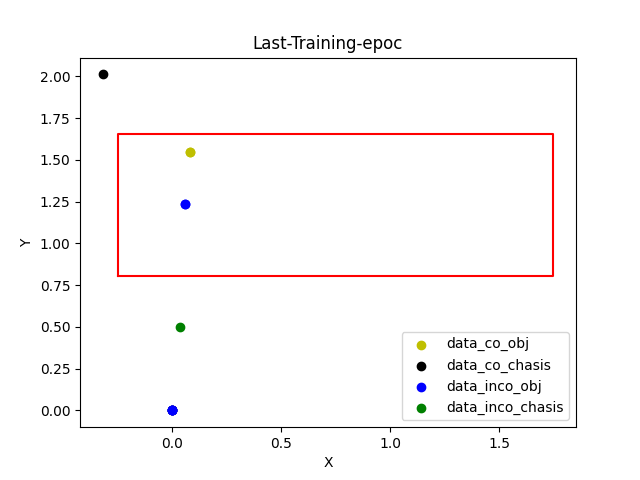 Last-Training-epoc
2.00
1.75
1.50
1.25
1.00
0.75
0.50
0.25
0.00
Y
data_co_obj
data_co_chasis
data_inco_obj
data_inco_chasis
0.0 0.5 1.0 1.5
X